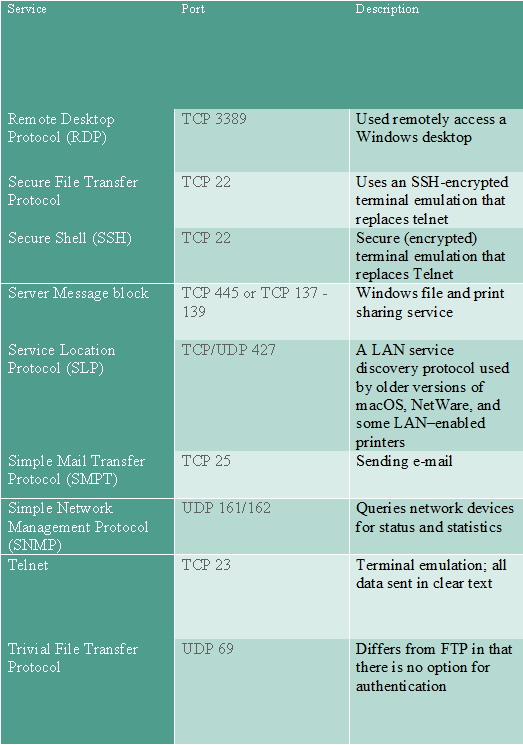 Service Port Description
Remote Desktop Protocol (RDP) TCP 3389 Used remotely access a Windows desktop
Secure File Transfer Protocol TCP 22 Uses an SSH-encrypted terminal emulation that replaces telnet
Secure Shell (SSH) TCP 22 Secure (encrypted) terminal emulation that replaces Telnet
Server Message block TCP 445 or TCP 137 - 139 Windows file and print sharing service
Service Location Protocol (SLP) TCP/UDP 427 A LAN service discovery protocol used by older versions of macOS, NetWare, and some LAN–enabled printers
Simple Mail Transfer Protocol (SMPT) TCP 25 Sending e-mail
Simple Network Management Protocol (SNMP) UDP 161/162 Queries network devices for status and statistics
Telnet TCP 23 Terminal emulation; all data sent in clear text
Trivial File Transfer Protocol UDP 69 Differs from FTP in that there is no option for authentication